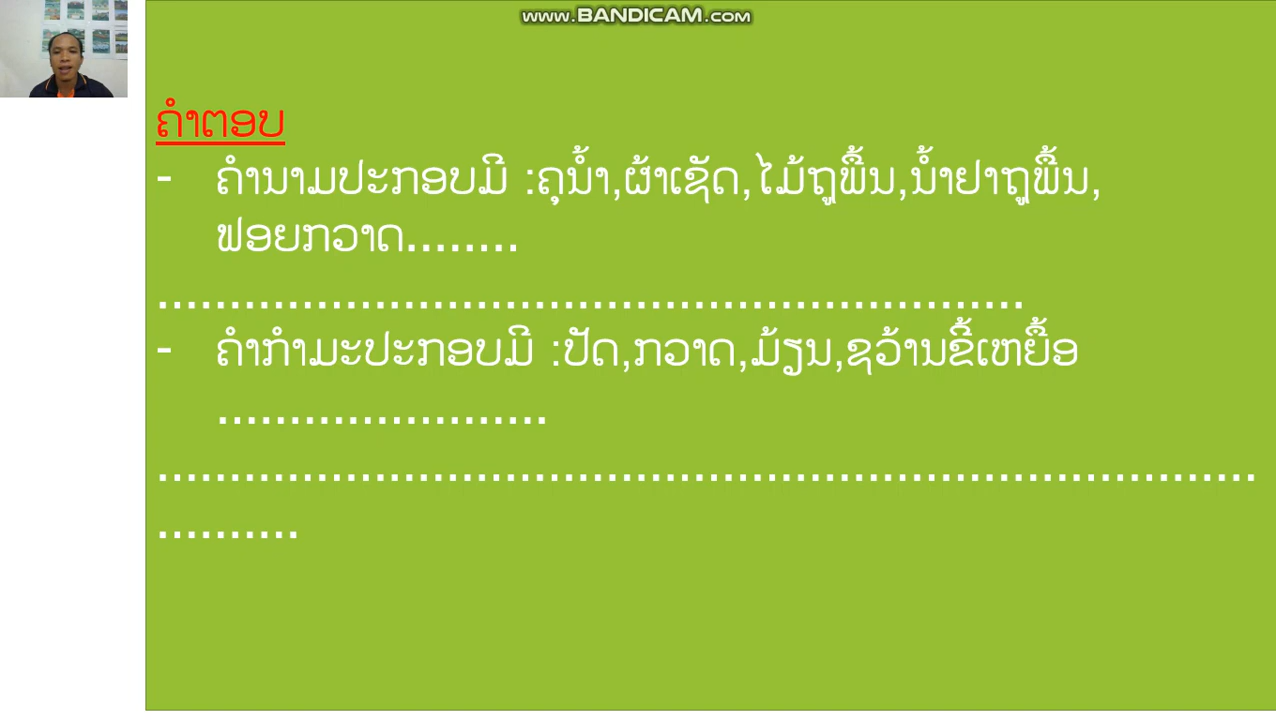 www.BANDICAM.com
ຄຳຕອບ
- ຄຳນາມປະກອບມີ :ຄຸນ້ຳ,ຜ້າເຊັດ,ໄມ້ຖູພື້ນ,ນ້ຳຢາຖູພື້ນ,
ຟອຍກວາດ........
............................................................
- ຄຳກຳມະປະກອບມີ :ປັດ,ກວາດ,ມ້ຽນ,ຊວ້ານຂີ້ເຫຍື້ອ
.......................
............................................................................
..........